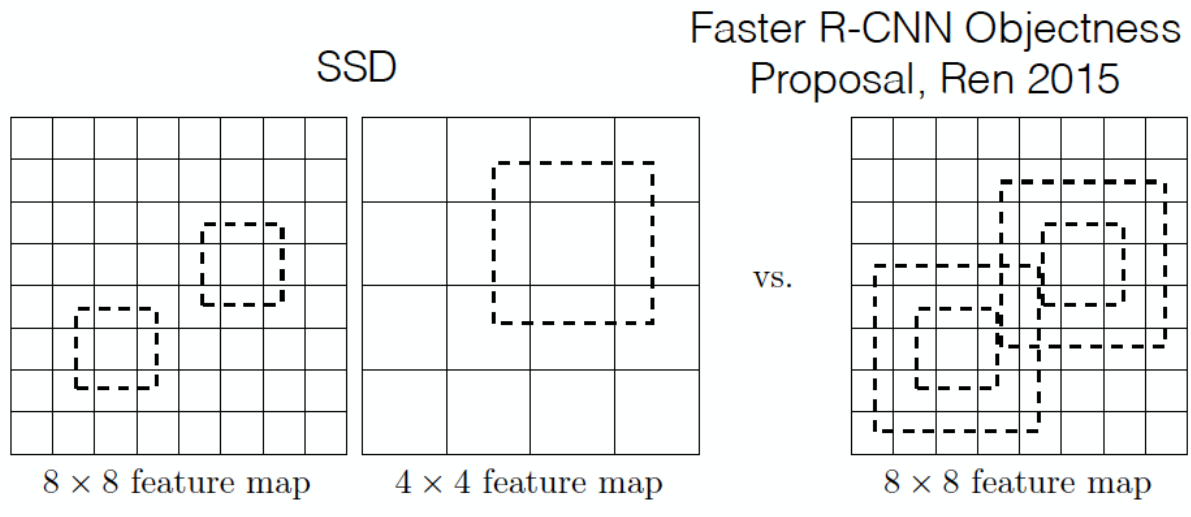 SSD
Faster R-CNN Objectness
Proposal, Ren 2015
vs.
8 × 8 feature map
4 × 4 feature map
8 × 8 feature map